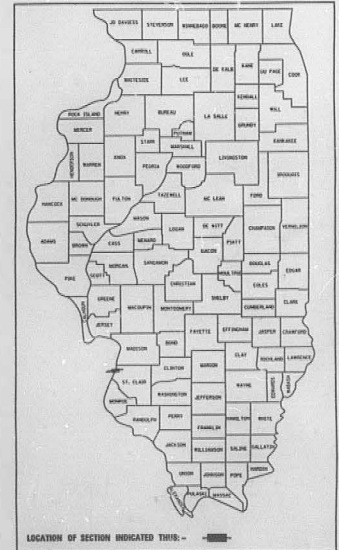 JO DAVIESS STEPHENSON WINNEBAGO BOONE MC HENRY LAKE
CARROLL OGLE
DE KALB KANE DU PAGE COOK
WHITESIDE LEE
KENDALL
ROCK ISLAND HENRY BUREAU LA SALLE GRUNDY WILL
MERCER PUTNAM
STARK MARSHALL KANKAKEE
HENDERSON WARREN KNOX PEORIA WOODFORD LIVINGSTON
IROQUOIS
HANCOCK MC DONOUGH FULTON TAZEWELL MC LEAN FORD
MASON
SCHUYLER LOGAN DE WITT CHAMPAIGN VERMILION
ADAMS BROWN CASS MENARD MACON PIATT
PIKE SCOTT MORGAN SANGAMON DOUGLAS EDGAR
CHRISTIAN MOULTRIE COLES
CALHOUN GREENE MACOUPIN MONTGOMERY SHELBY CUMBERLAND CLARK
JERSEY FAYETTE EFFINGHAM JASPER CRAWFORD
MADISON BOND
CLAY RICHLAND LAWRENCE
CLINTON MARION
ST. CLAIR WAYNE EDWARDS WABASH
MONROE WASHINGTON JEFFERSON
RANDOLPH PERRY HAMILTON WHITE
FRANKLIN
JACKSON WILLIAMSON SALINE GALLATIN
UNION JOHNSON POPE HARDIN
ALEXANDER PULASKI MASSAC
LOCATION OF SECTION INDICATED THUS:-